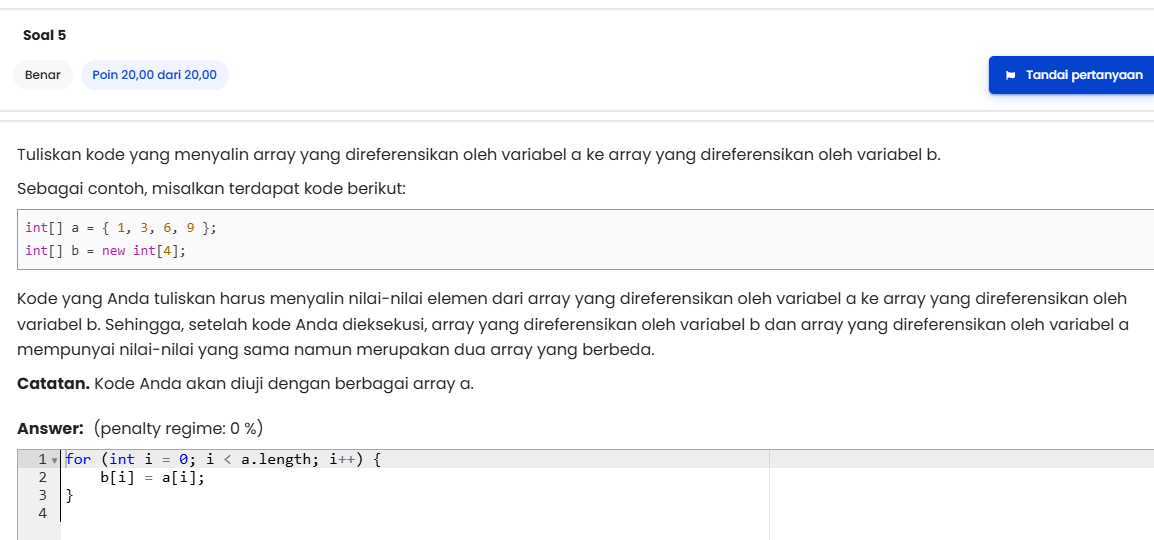 Soal 5
Benar
Poin 20,00 dari 20,00
Tandai pertanyaan
Tuliskan kode yang menyalin array yang direferensikan oleh variabel a ke array yang direferensikan oleh variabel b.
Sebagai contoh, misalkan terdapat kode berikut:
int[] a = { 1, 3, 6, 9 };
int[] b = new int[4];
Kode yang Anda tuliskan harus menyalin nilai-nilai elemen dari array yang direferensikan oleh variabel a ke array yang direferensikan oleh
variabel b. Sehingga, setelah kode Anda dieksekusi, array yang direferensikan oleh variabel b dan array yang direferensikan oleh variabel a
mempunyai nilai-nilai yang sama namun merupakan dua array yang berbeda.
Catatan. Kode Anda akan diuji dengan berbagai array a.
Answer: (penalty regime: 0 %)
1 for (int i = 0; i < a.length; i++) {
2     b[i] = a[i];
3 }
4